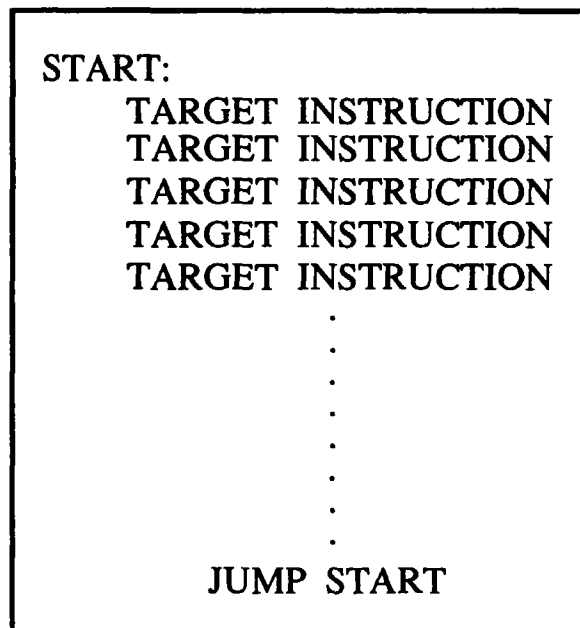 START:
TARGET INSTRUCTION
TARGET INSTRUCTION
TARGET INSTRUCTION
TARGET INSTRUCTION
TARGET INSTRUCTION
.
.
.
.
.
.
.
.
JUMP START